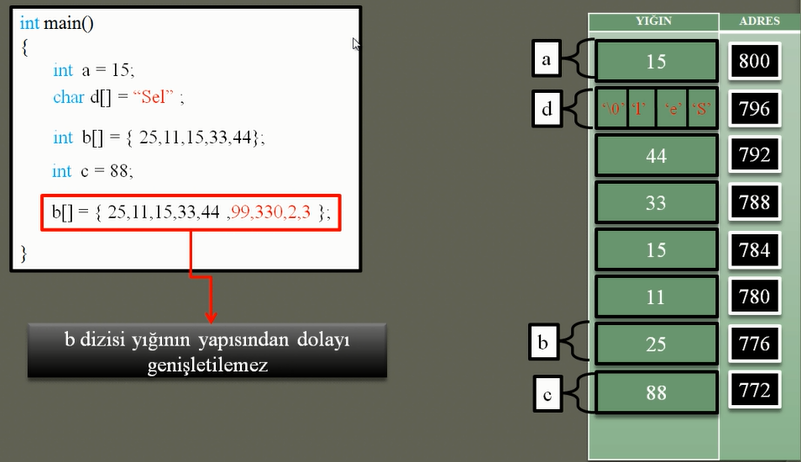 int main()
{
int a = 15;
char d[] = “Sel” ;
int b[] = { 25,11,15,33,44};
int c = 88;
b[] = { 25,11,15,33,44 ,99,330,2,3 };
}
b dizisi yığının yapısından dolayı
genişletilemez
YIĞIN ADRES
a 15 800
d ‘\0’ ‘l’ ‘e’ ‘S’ 796
44 792
33 788
15 784
11 780
b 25 776
c 88 772